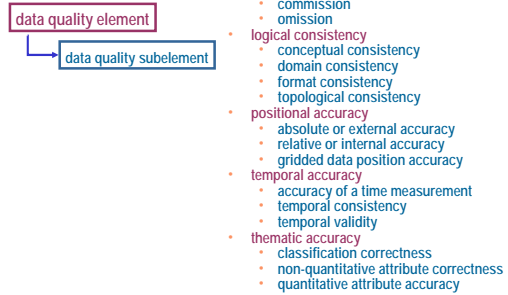 data quality element
data quality subelement
commission
omission
logical consistency
conceptual consistency
domain consistency
format consistency
topological consistency
positional accuracy
absolute or external accuracy
relative or internal accuracy
gridded data position accuracy
temporal accuracy
accuracy of a time measurement
temporal consistency
temporal validity
thematic accuracy
classification correctness
non-quantitative attribute correctness
quantitative attribute accuracy